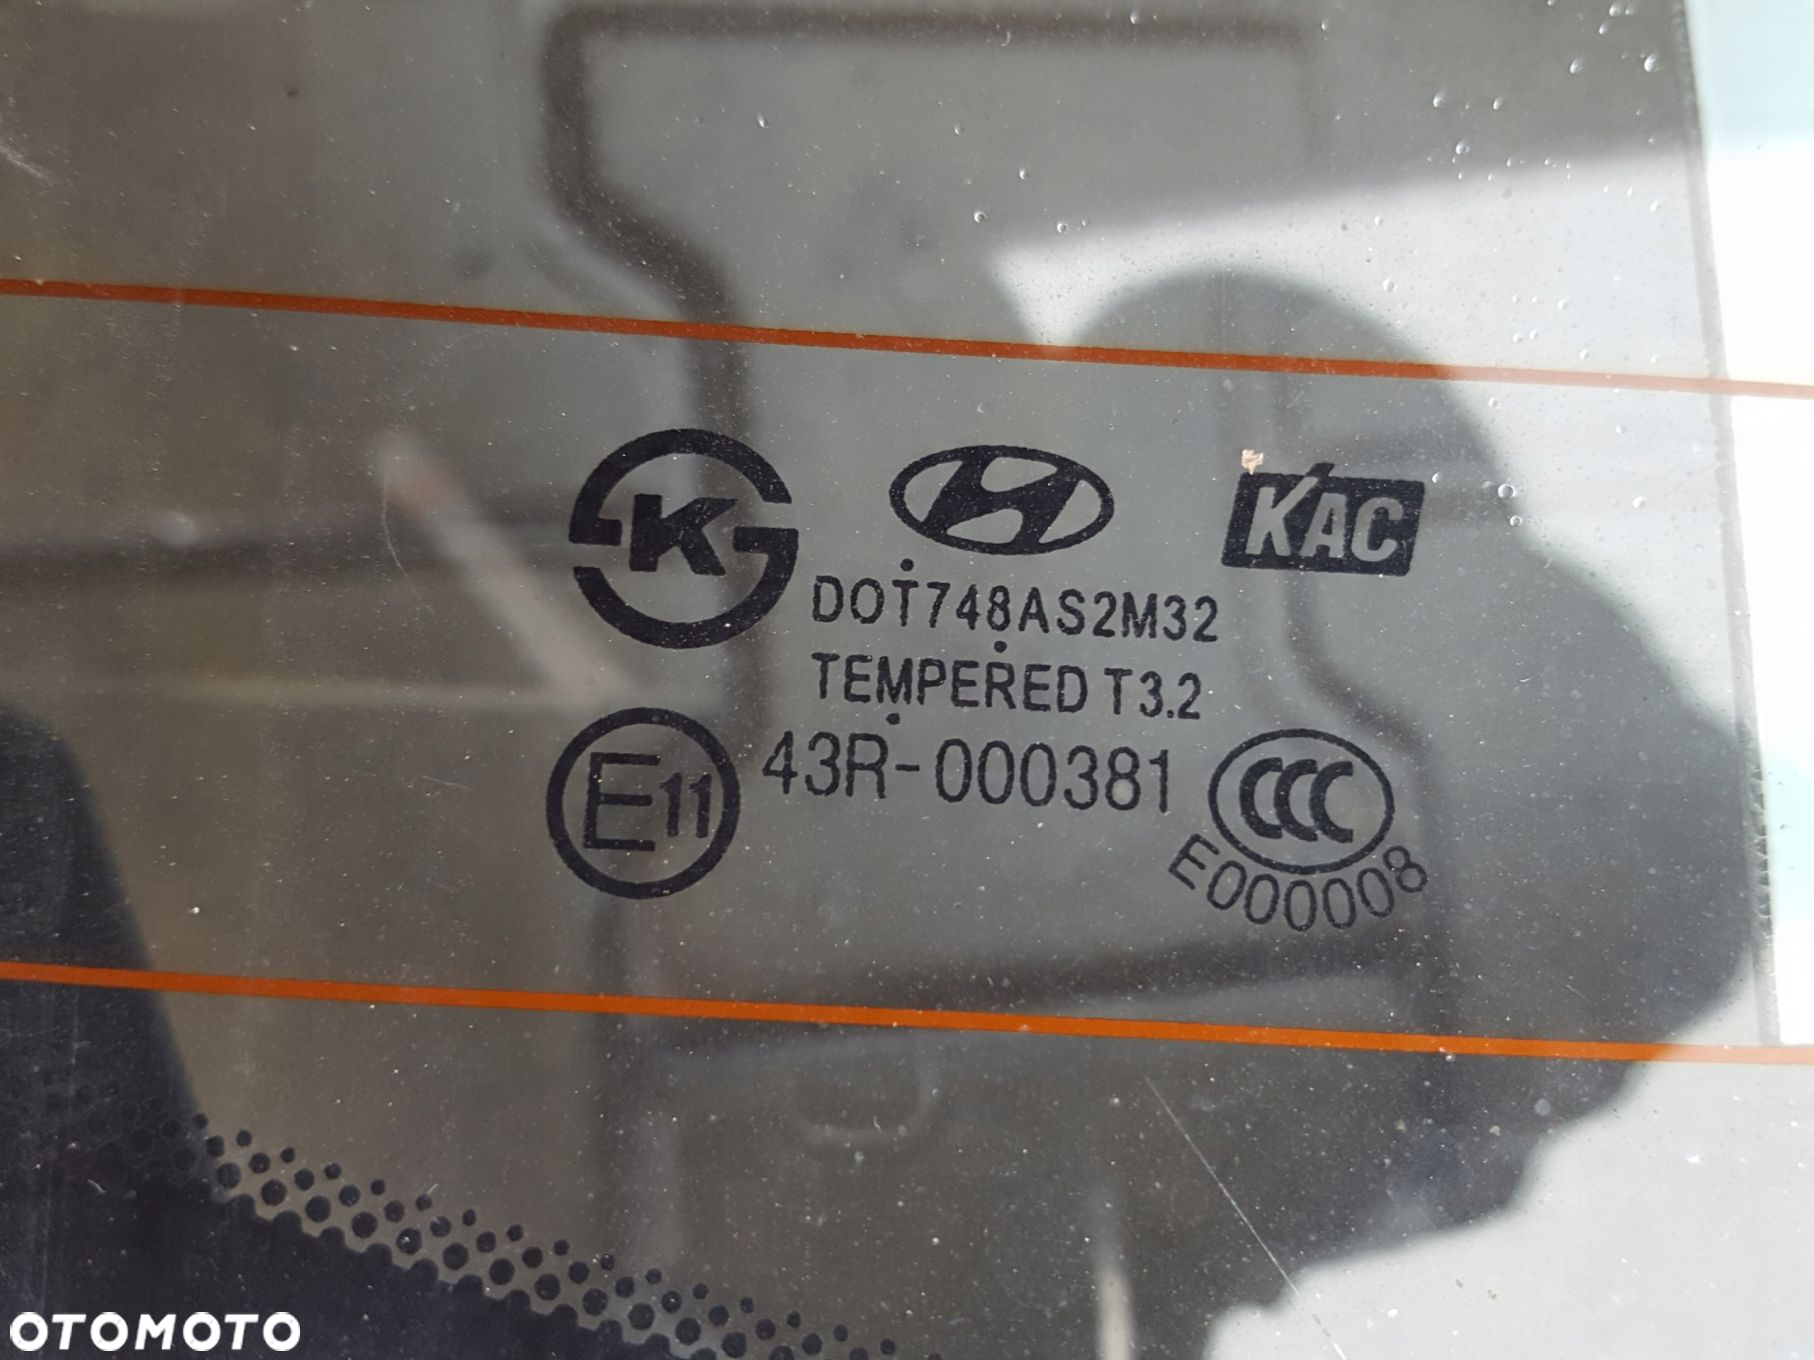 K
KAC
DOT748AS2M32
TEMPERED T3.2
E11 43R-000381
CCC
E000008
OTOMOTO